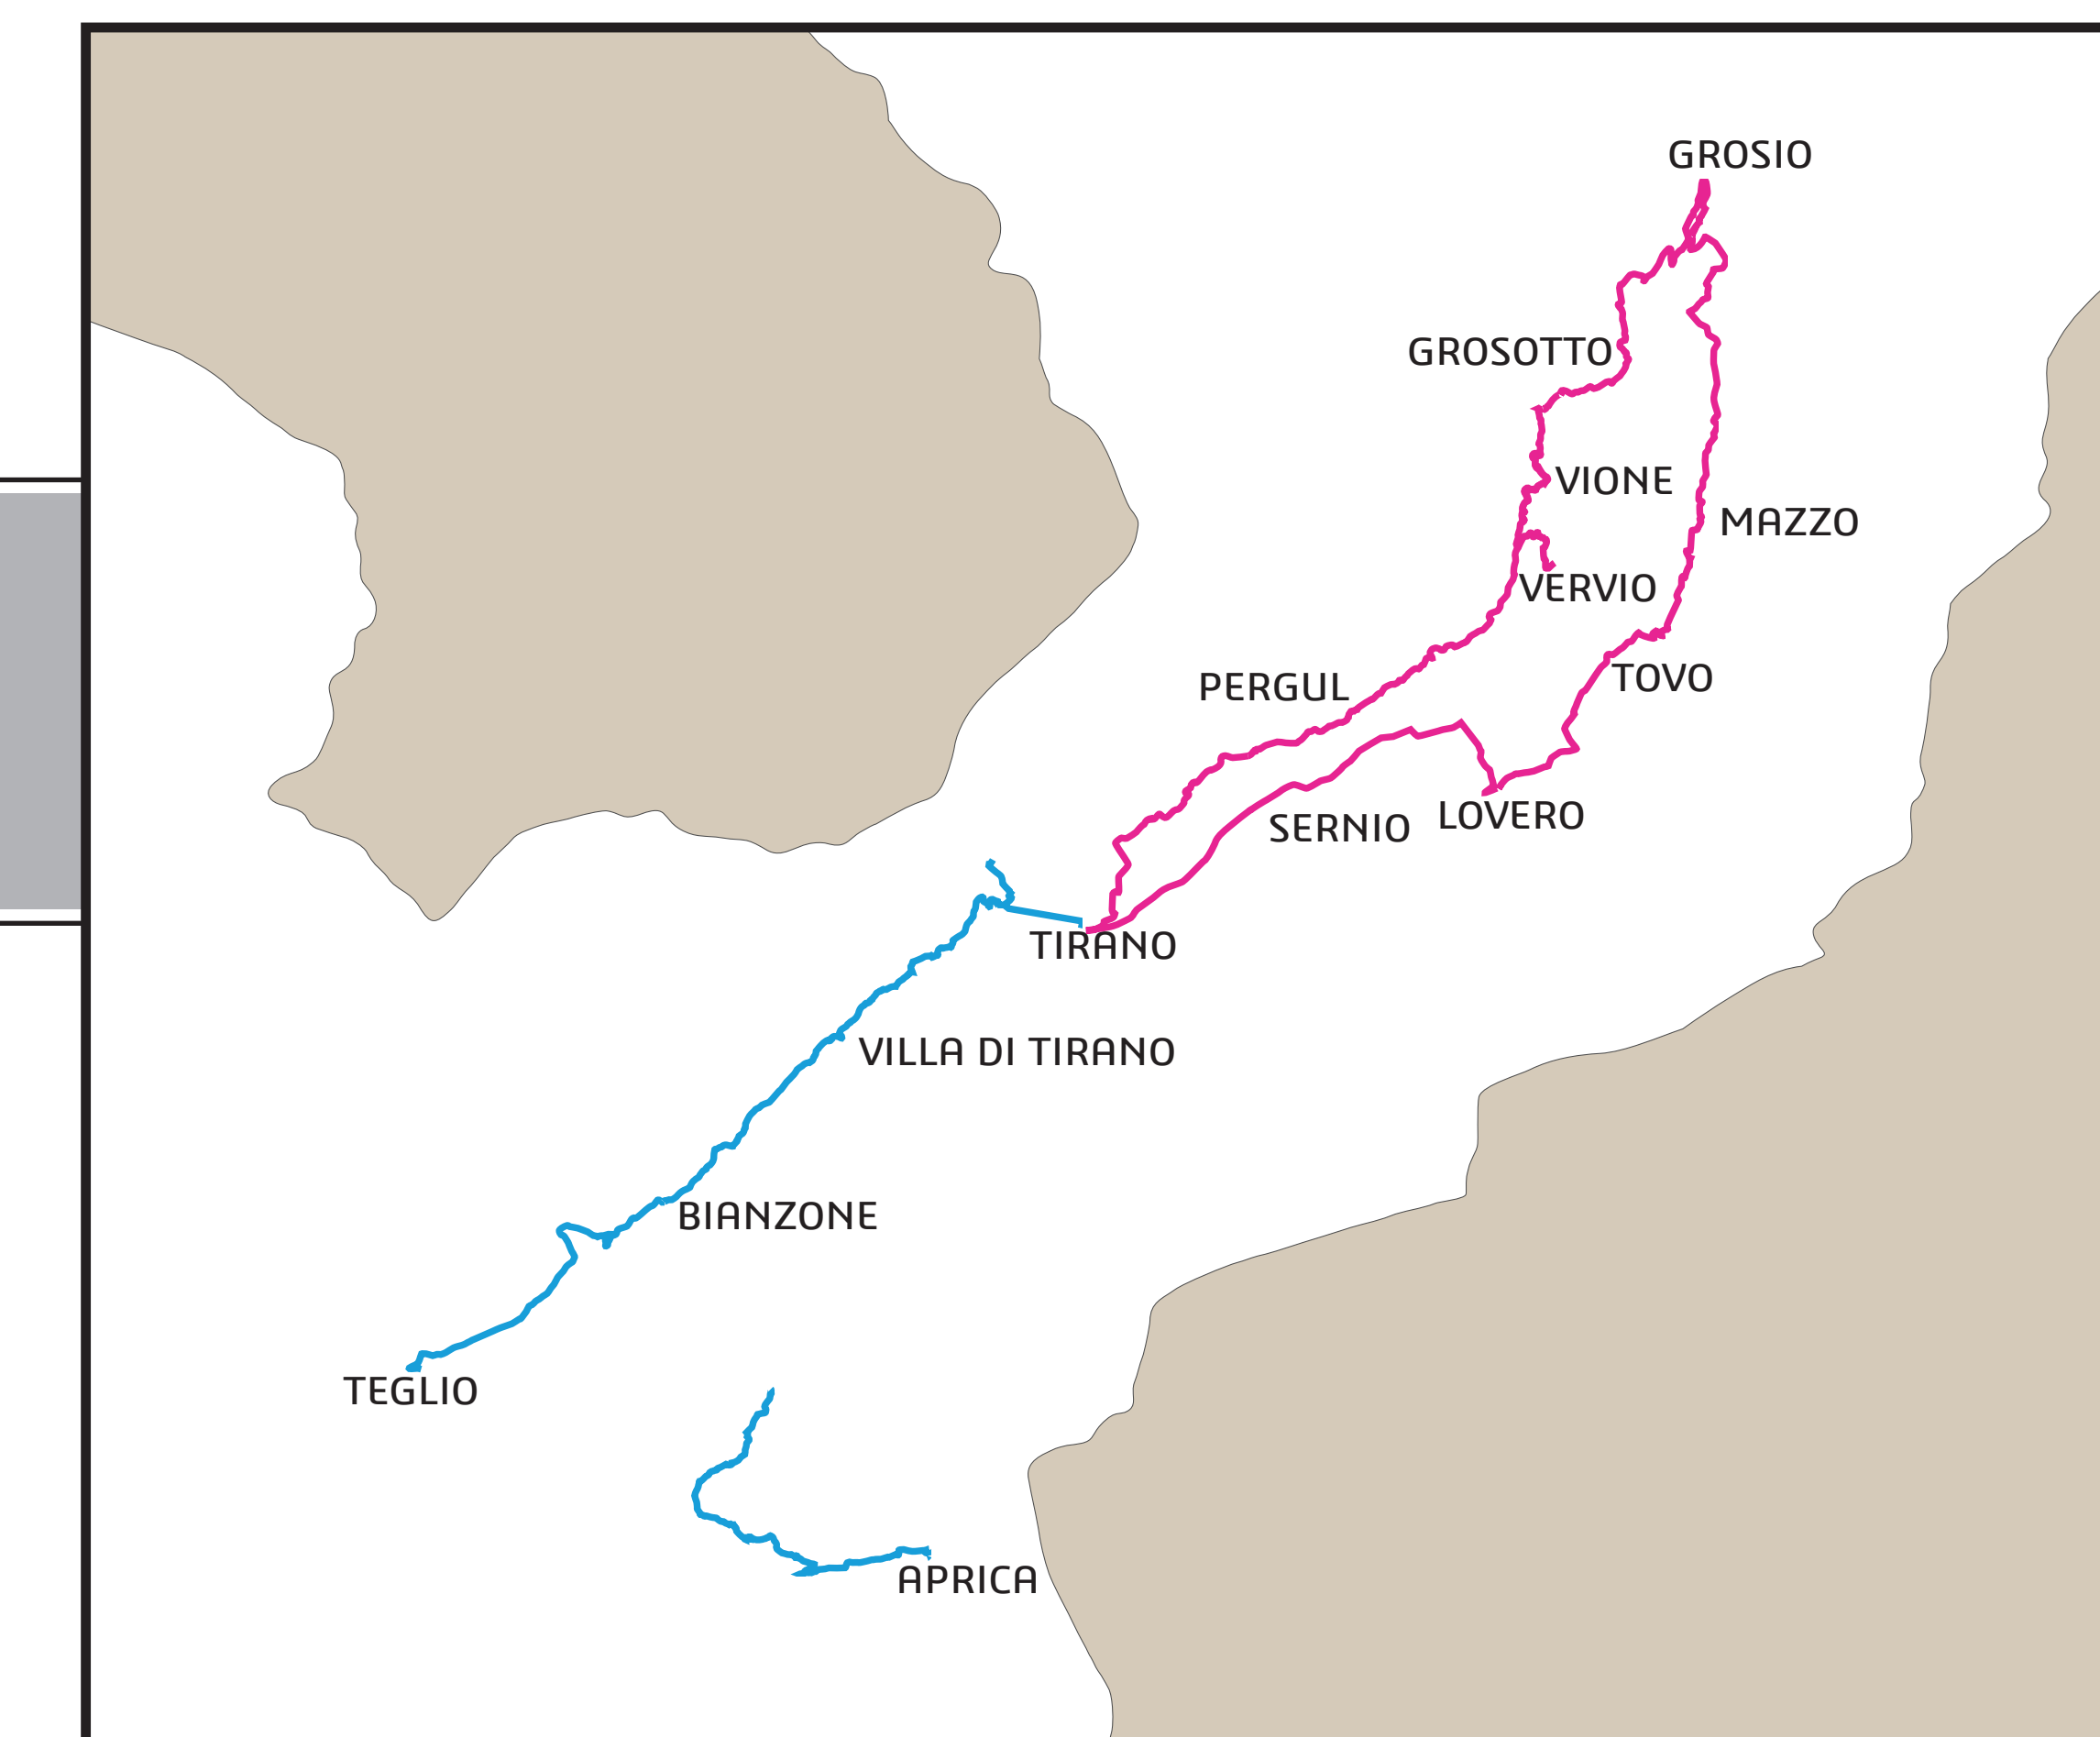 GROSIO
GROSOTTO
VIONE
MAZZO
VERVIO
TOVO
PERGUL
LOVERO
SERNIO
TIRANO
VILLA DI TIRANO
BIANZONE
TEGLIO
APRICA